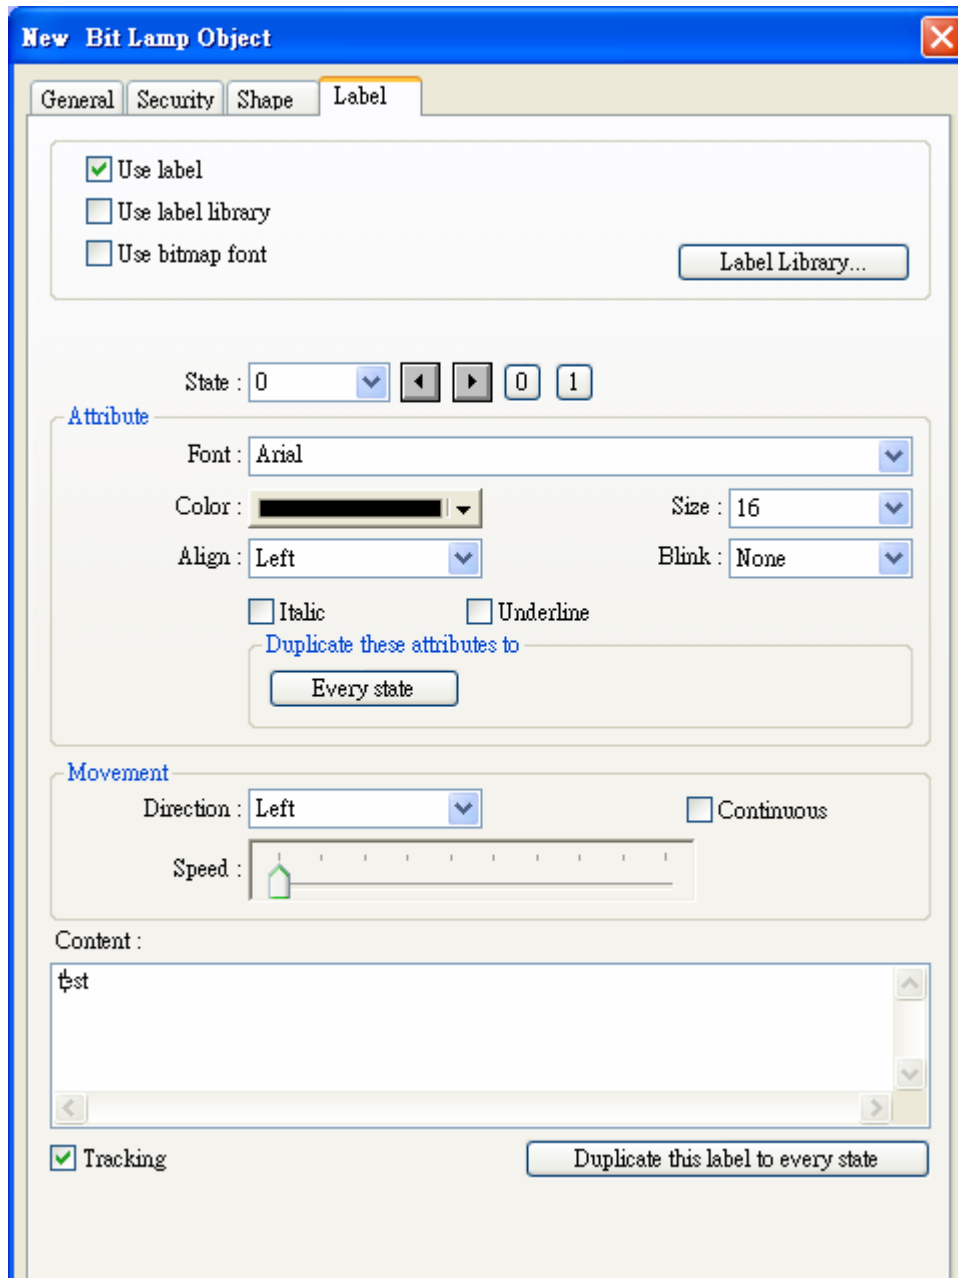 New Bit Lamp Object
General Security Shape Label
Use label
Use label library
Use bitmap font
Label Library...
State : 0 0 1
Attribute
Font : Arial
Color : Size : 16
Align : Left Blink : None
Italic Underline
Duplicate these attributes to
Every state
Movement
Direction : Left Continuous
Speed :
Content :
test
Tracking Duplicate this label to every state